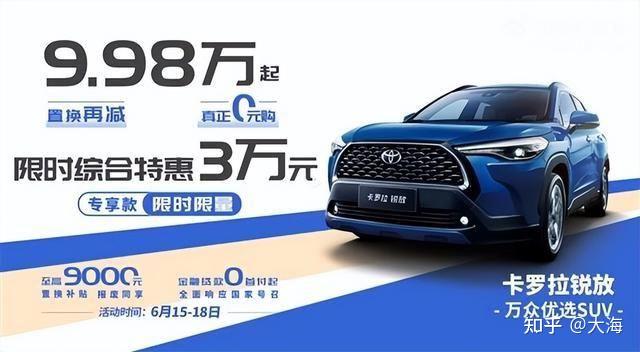 9.98万起
置换再减 真正0元购
限时综合特惠3万元
专享款 限时限量
至高9000元
置换补贴 报废同享
金融贷款0首付起
全面响应国家号召
活动时间：6月15-18日
卡罗拉 锐放
卡罗拉锐放
-万众优选SUV-
知乎 @大海